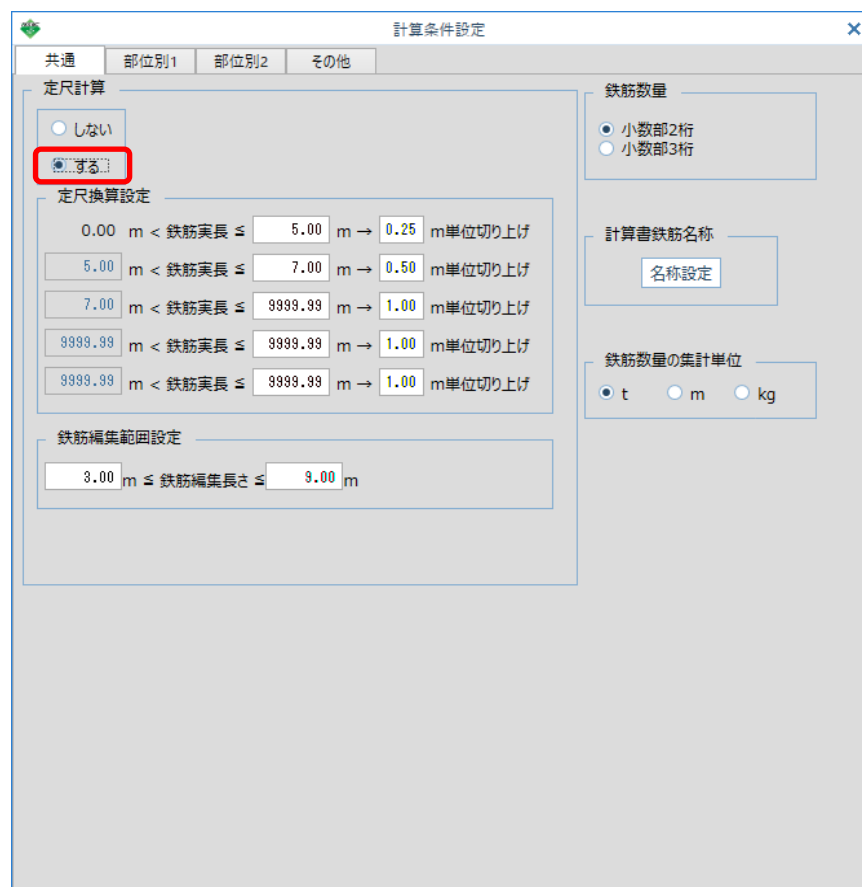 計算条件設定
共通 部位別1 部位別2 その他
定尺計算
しない
する
定尺換算設定
0.00 m < 鉄筋実長 ≦ 5.00 m → 0.25 m単位切り上げ
5.00 m < 鉄筋実長 ≦ 7.00 m → 0.50 m単位切り上げ
7.00 m < 鉄筋実長 ≦ 9999.99 m → 1.00 m単位切り上げ
9999.99 m < 鉄筋実長 ≦ 9999.99 m → 1.00 m単位切り上げ
9999.99 m < 鉄筋実長 ≦ 9999.99 m → 1.00 m単位切り上げ
鉄筋編集範囲設定
3.00 m ≦ 鉄筋編集長さ ≦ 9.00 m
鉄筋数量
小数部2桁
小数部3桁
計算書鉄筋名称
名称設定
鉄筋数量の集計単位
t m kg